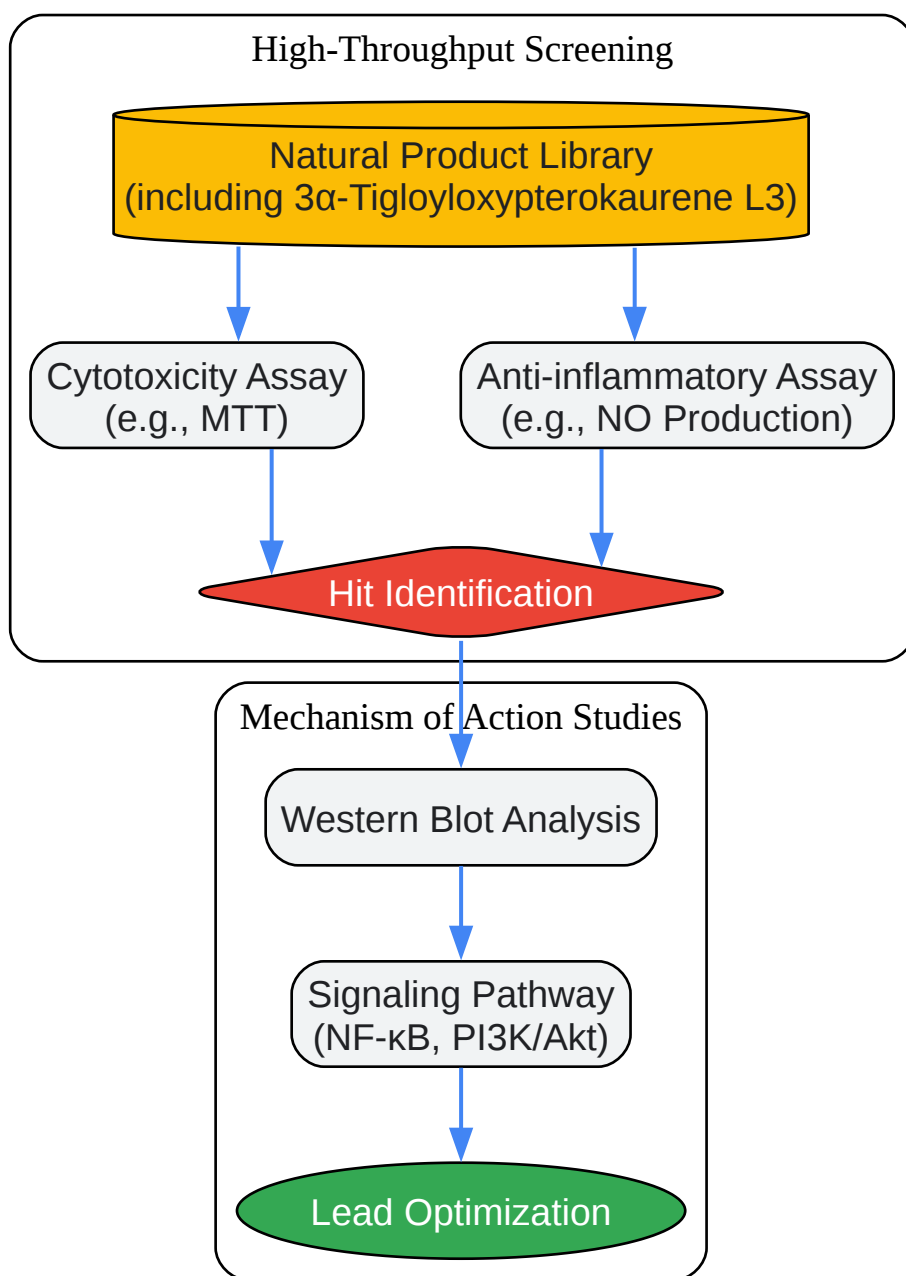 High-Throughput Screening
Natural Product Library
(including 3α-Tigloyloxypterokaurene L3)
Cytotoxicity Assay
(e.g., MTT)
Anti-inflammatory Assay
(e.g., NO Production)
Hit Identification
Mechanism of Action Studies
Western Blot Analysis
Signaling Pathway
(NF-κB, PI3K/Akt)
Lead Optimization